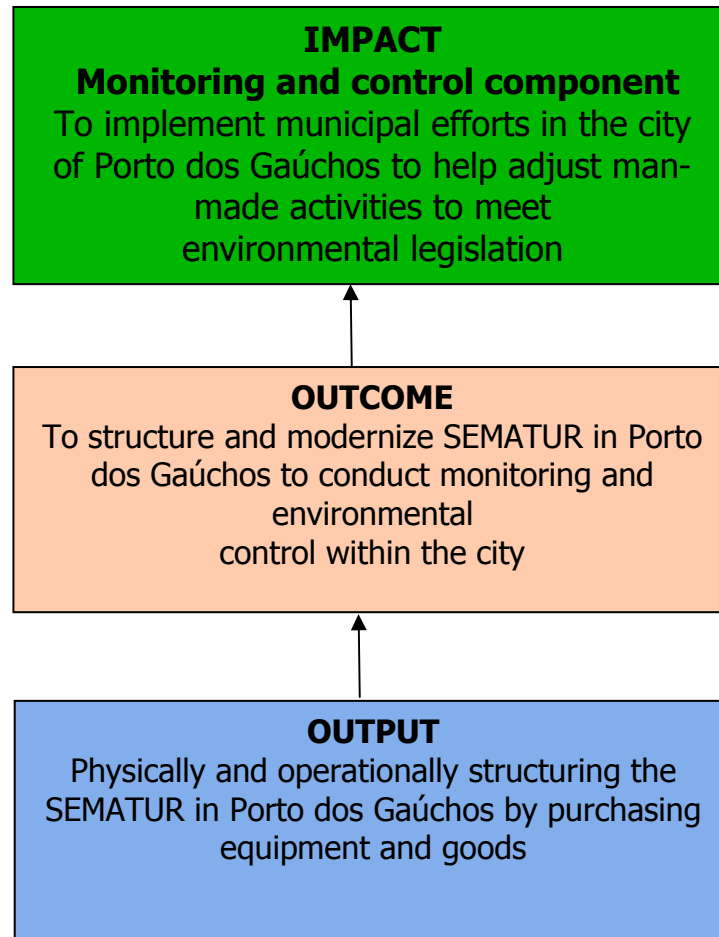 IMPACT
Monitoring and control component
To implement municipal efforts in the city
of Porto dos Gaúchos to help adjust man-
made activities to meet
environmental legislation
OUTCOME
To structure and modernize SEMATUR in Porto
dos Gaúchos to conduct monitoring and
environmental
control within the city
OUTPUT
Physically and operationally structuring the
SEMATUR in Porto dos Gaúchos by purchasing
equipment and goods